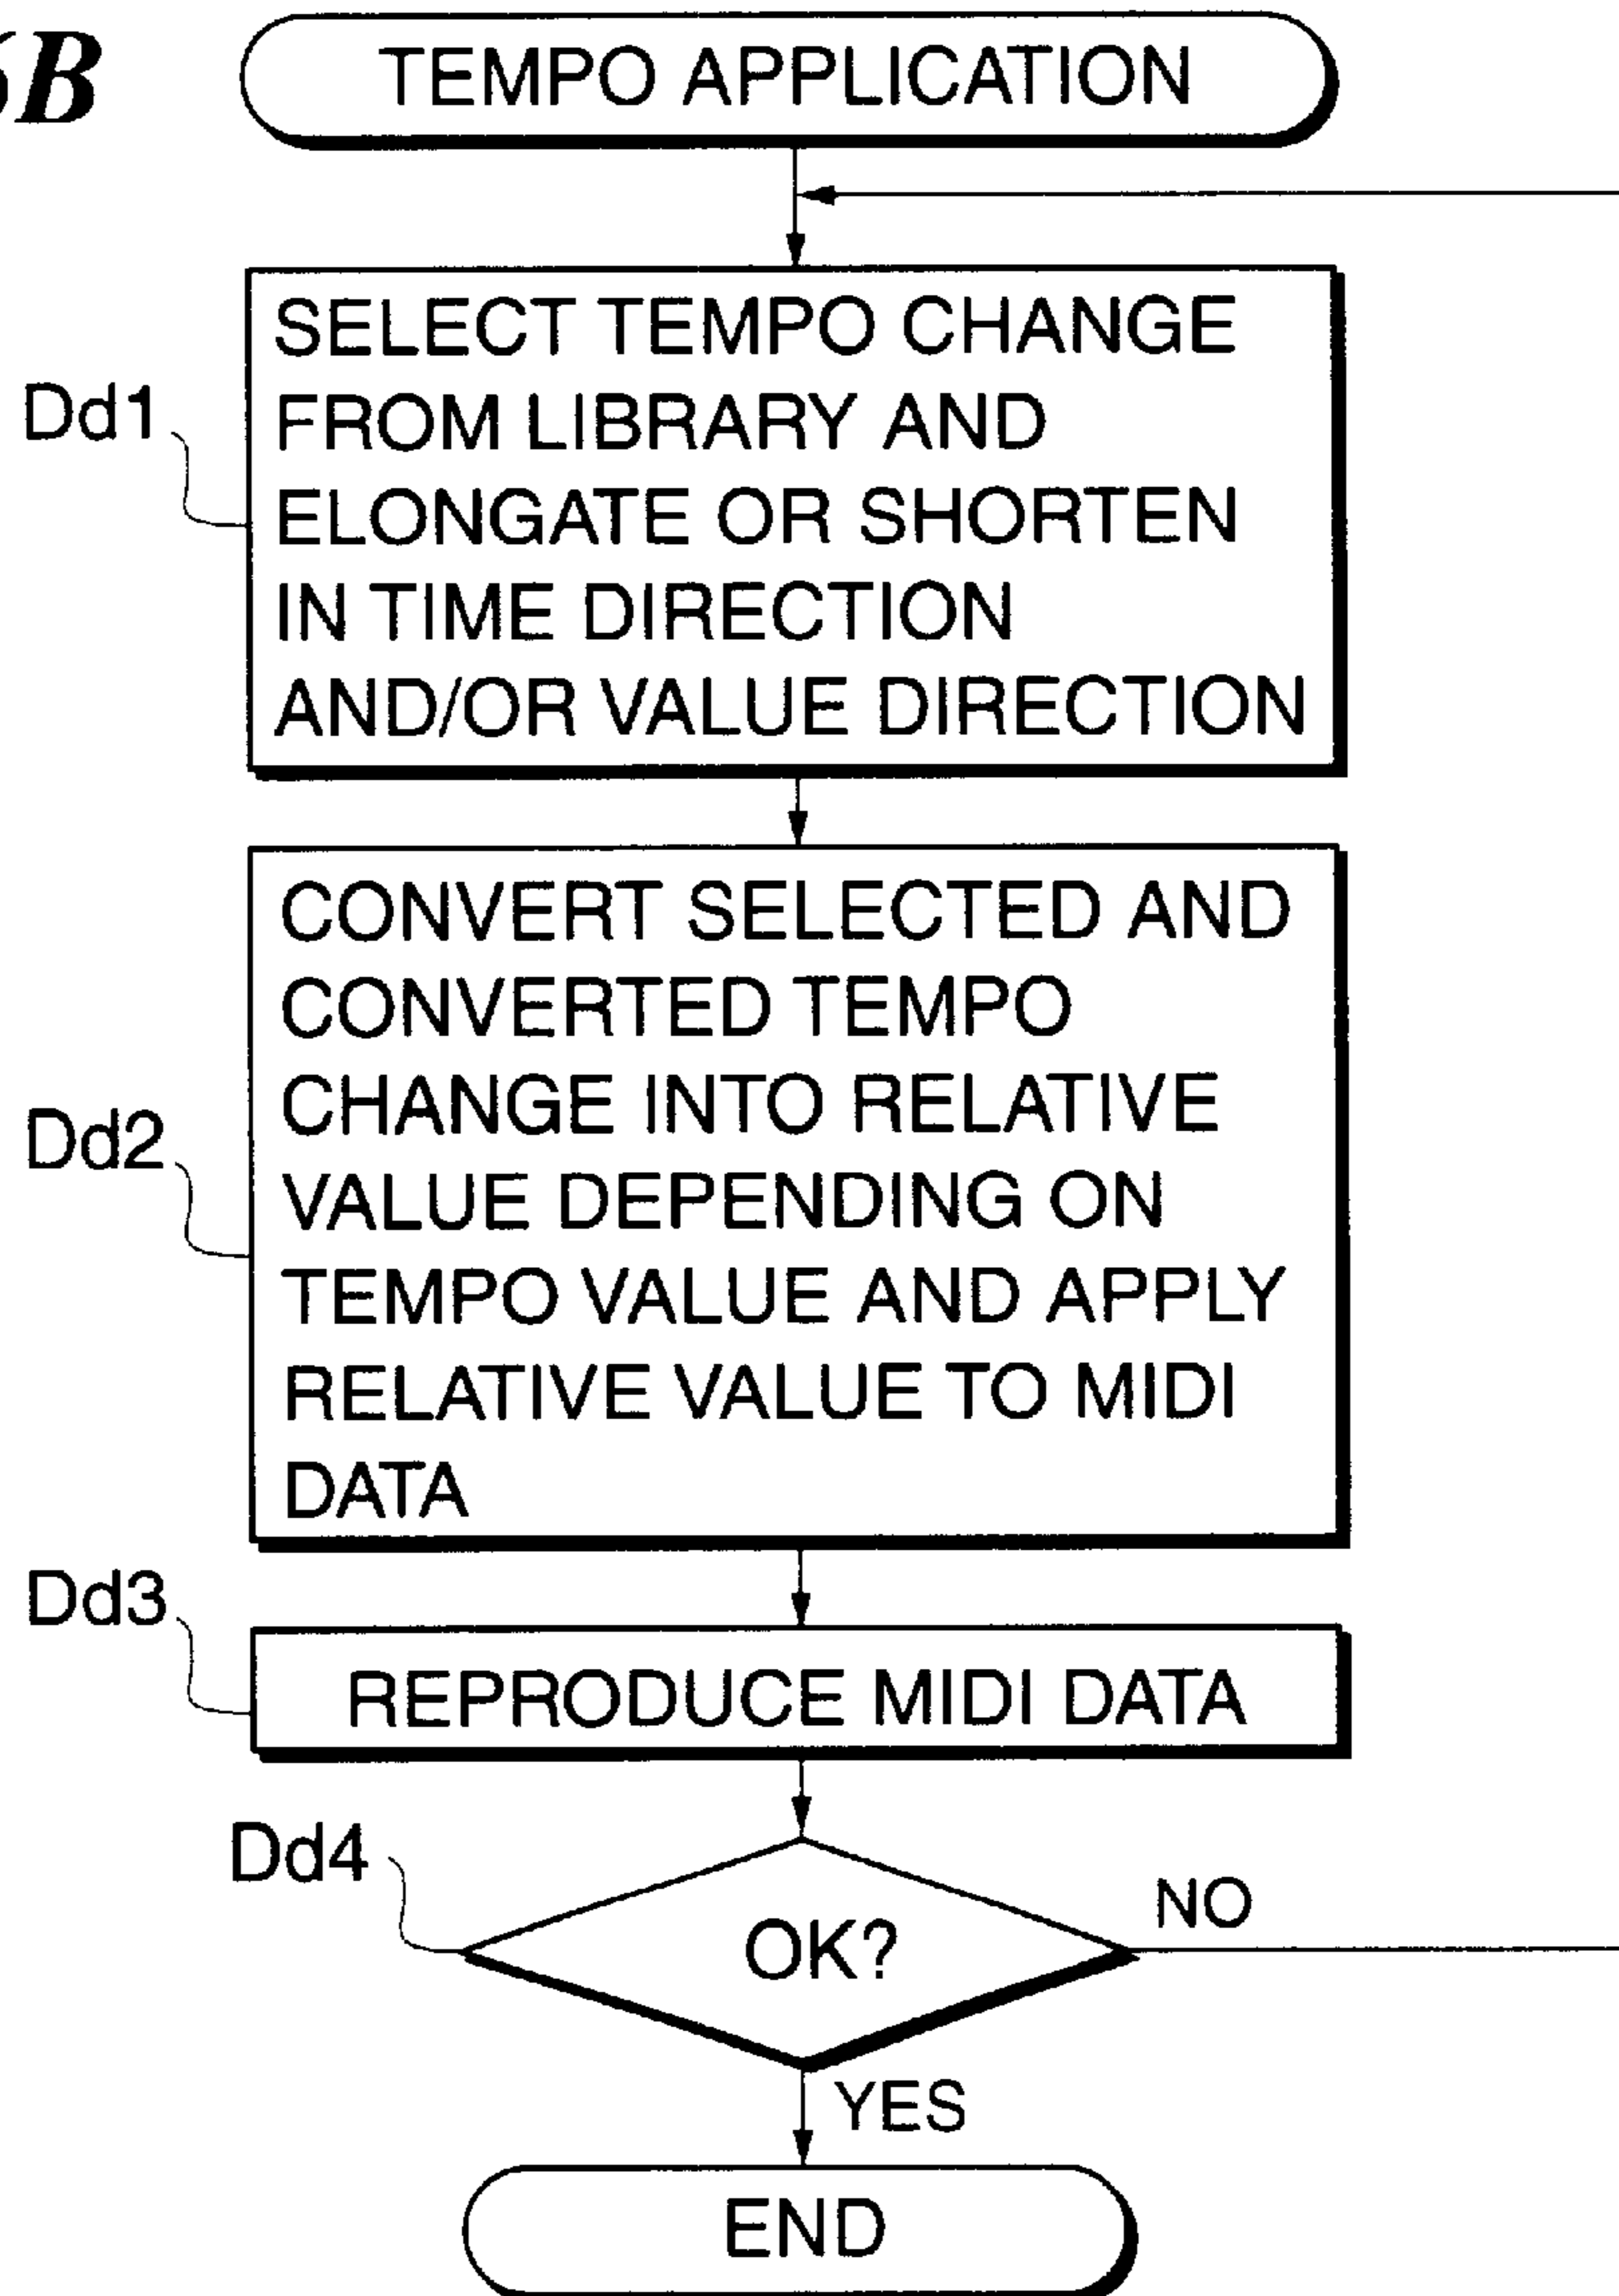 B
TEMPO APPLICATION
Dd1
SELECT TEMPO CHANGE
FROM LIBRARY AND
ELONGATE OR SHORTEN
IN TIME DIRECTION
AND/OR VALUE DIRECTION
Dd2
CONVERT SELECTED AND
CONVERTED TEMPO
CHANGE INTO RELATIVE
VALUE DEPENDING ON
TEMPO VALUE AND APPLY
RELATIVE VALUE TO MIDI
DATA
Dd3
REPRODUCE MIDI DATA
Dd4
OK?
NO
YES
END